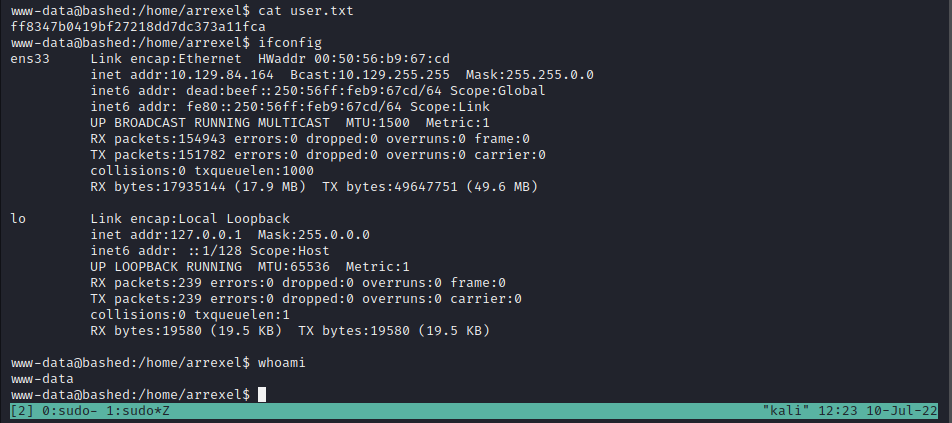 www-data@bashed:/home/arrexel$ cat user.txt
ff8347b0419bf27218dd7dc373a11fca
www-data@bashed:/home/arrexel$ ifconfig
ens33     Link encap:Ethernet  HWaddr 00:50:56:b9:67:cd
          inet addr:10.129.84.164  Bcast:10.129.255.255  Mask:255.255.0.0
          inet6 addr: dead:beef::250:56ff:feb9:67cd/64 Scope:Global
          inet6 addr: fe80::250:56ff:feb9:67cd/64 Scope:Link
          UP BROADCAST RUNNING MULTICAST  MTU:1500  Metric:1
          RX packets:154943 errors:0 dropped:0 overruns:0 frame:0
          TX packets:151782 errors:0 dropped:0 overruns:0 carrier:0
          collisions:0 txqueuelen:1000
          RX bytes:17935144 (17.9 MB)  TX bytes:49647751 (49.6 MB)

lo        Link encap:Local Loopback
          inet addr:127.0.0.1  Mask:255.0.0.0
          inet6 addr: ::1/128 Scope:Host
          UP LOOPBACK RUNNING  MTU:65536  Metric:1
          RX packets:239 errors:0 dropped:0 overruns:0 frame:0
          TX packets:239 errors:0 dropped:0 overruns:0 carrier:0
          collisions:0 txqueuelen:1
          RX bytes:19580 (19.5 KB)  TX bytes:19580 (19.5 KB)

www-data@bashed:/home/arrexel$ whoami
www-data
www-data@bashed:/home/arrexel$
[2] 0:sudo- 1:sudo*Z "kali" 12:23 10-Jul-22